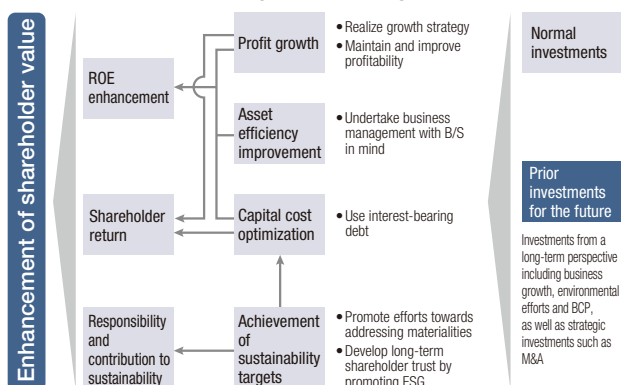 Enhancement of shareholder value
ROE
enhancement
Shareholder
return
Responsibility
and
contribution to
sustainability
Profit growth
• Realize growth strategy
• Maintain and improve
profitability
Asset
efficiency
improvement
• Undertake business
management with B/S
in mind
Capital cost
optimization
• Use interest-bearing
debt
Achievement
of
sustainability
targets
• Promote efforts towards
addressing materialities
• Develop long-term
shareholder trust by
promoting ESG
Normal
investments
Prior
investments
for the future
Investments from a
long-term perspective
including business
growth, environmental
efforts and BCP,
as well as strategic
investments such as
M&A